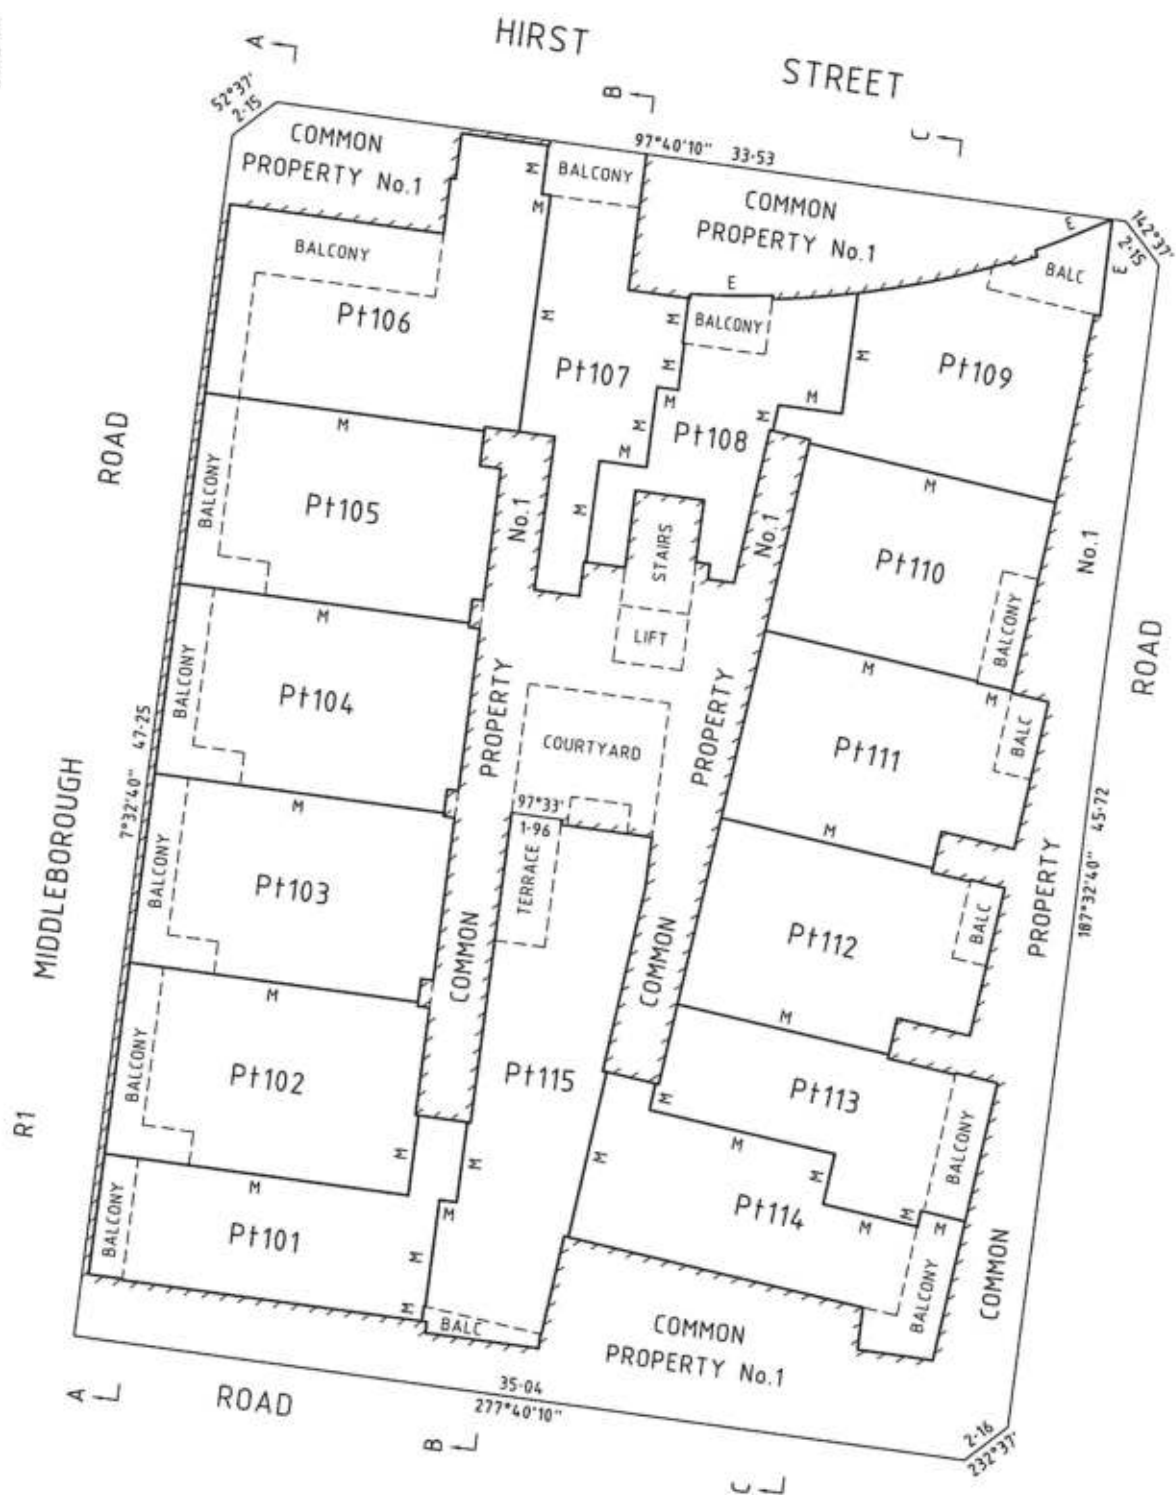 HIRST
STREET
A
B
C
52°37'
2·15
97°40'10" 33·53
142°37'
2·15
COMMON
PROPERTY No.1
BALCONY
COMMON
PROPERTY No.1
E
E
E
BALC
BALCONY
Pt106
M
M
M
BALCONY
M
M
Pt107
M
M
M
M
Pt108
M
M
M
Pt109
ROAD
M
BALCONY
Pt105
No.1
STAIRS
LIFT
No.1
M
Pt110
BALCONY
No.1
ROAD
M
BALCONY
Pt104
PROPERTY
COURTYARD
PROPERTY
M
M
Pt111
BALC
7°32'40" 47·25
MIDDLEBOROUGH
M
BALCONY
Pt103
COMMON
97°33'
1·96
TERRACE
COMMON
M
Pt112
BALC
PROPERTY
187°32'40" 45·72
M
BALCONY
Pt102
Pt115
M
Pt113
BALCONY
R1
M
M
M
M
M
M
M
M
M
M
BALCONY
Pt101
M
M
M
Pt114
BALCONY
COMMON
BALC
COMMON
PROPERTY No.1
A
ROAD
35·04
277°40'10"
B
C
2·16
232°37'